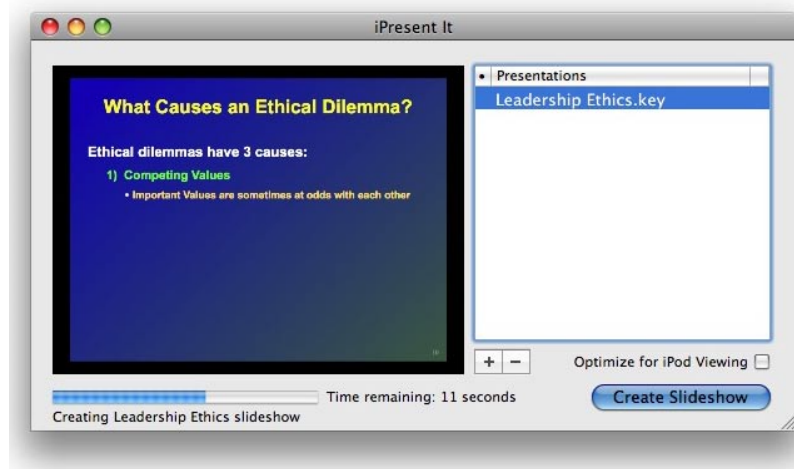 iPresent It
What Causes an Ethical Dilemma?
Ethical dilemmas have 3 causes:
1) Competing Values
• Important Values are sometimes at odds with each other
• Presentations
Leadership Ethics.key
+ −
Optimize for iPod Viewing
Time remaining: 11 seconds
Create Slideshow
Creating Leadership Ethics slideshow